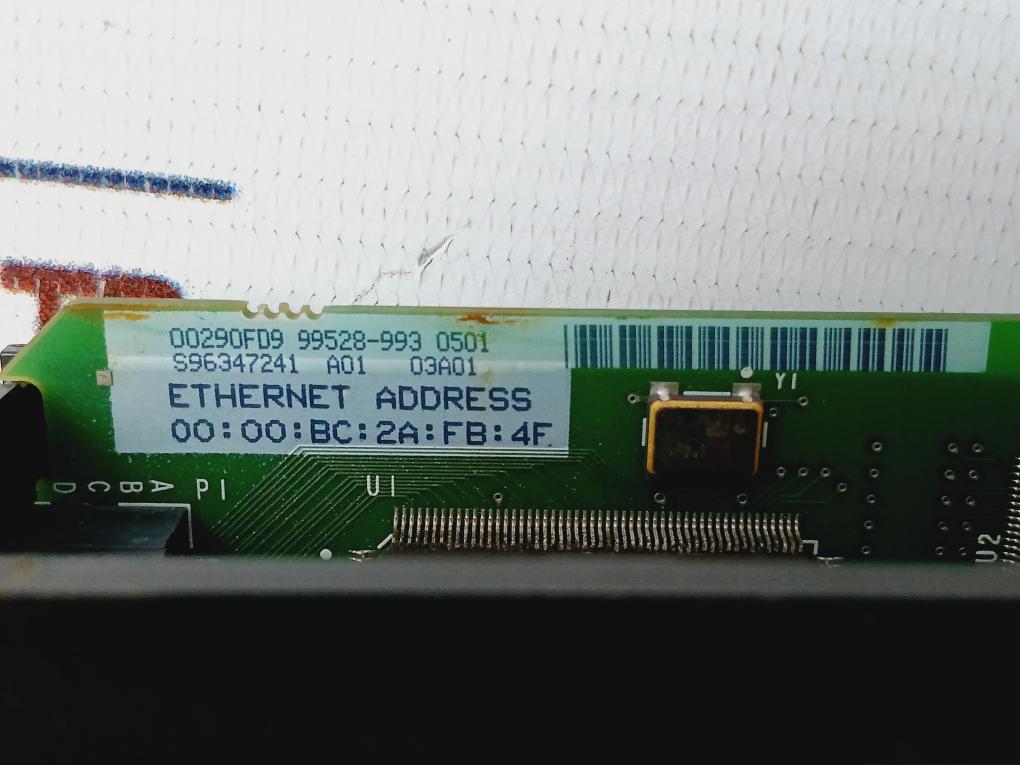 00290FD9 99528-993 0501
S96347241 A01 03A01
ETHERNET ADDRESS
00:00:BC:2A:FB:4F
Y1
D C B A P1
U1
U2